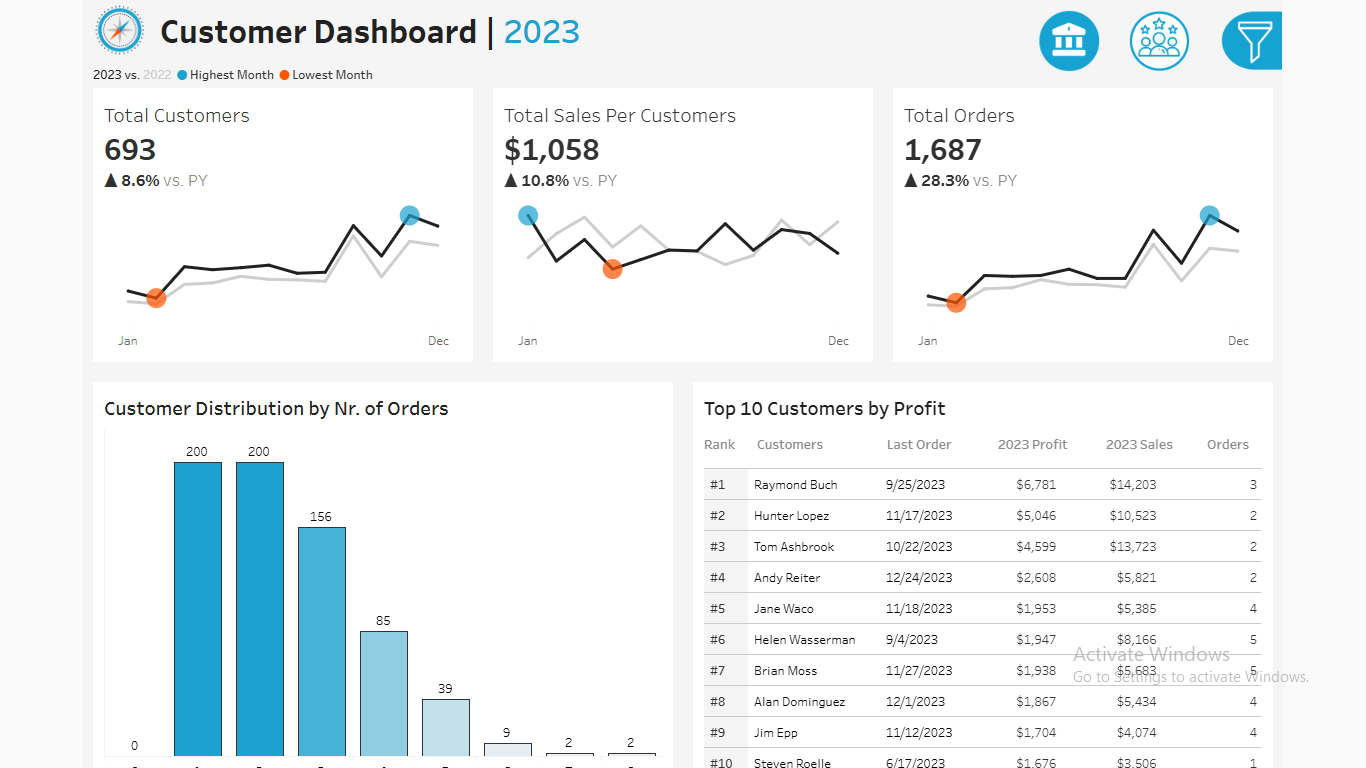 Customer Dashboard | 2023
2023 vs. 2022 Highest Month Lowest Month
Total Customers
693
▲ 8.6% vs. PY
Jan Dec
Total Sales Per Customers
$1,058
▲ 10.8% vs. PY
Jan Dec
Total Orders
1,687
▲ 28.3% vs. PY
Jan Dec
Customer Distribution by Nr. of Orders
0 200 200 156 85 39 9 2 2
Top 10 Customers by Profit
Rank Customers Last Order 2023 Profit 2023 Sales Orders
#1 Raymond Buch 9/25/2023 $6,781 $14,203 3
#2 Hunter Lopez 11/17/2023 $5,046 $10,523 2
#3 Tom Ashbrook 10/22/2023 $4,599 $13,723 2
#4 Andy Reiter 12/24/2023 $2,608 $5,821 2
#5 Jane Waco 11/18/2023 $1,953 $5,385 4
#6 Helen Wasserman 9/4/2023 $1,947 $8,166 5
#7 Brian Moss 11/27/2023 $1,938 $5,683 5
#8 Alan Dominguez 12/1/2023 $1,867 $5,434 4
#9 Jim Epp 11/12/2023 $1,704 $4,074 4
#10 Steven Roelle 6/17/2023 $1,676 $3,506 1
Activate Windows
Go to Settings to activate Windows.